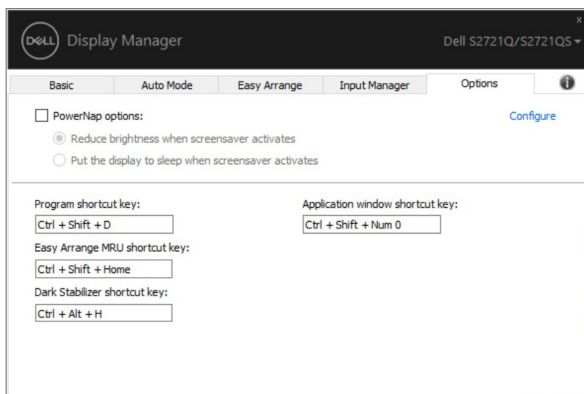 DELL Display Manager
x
Dell S2721Q/S2721QS
Basic Auto Mode Easy Arrange Input Manager Options i
PowerNap options: Configure
Reduce brightness when screensaver activates
Put the display to sleep when screensaver activates
Program shortcut key: Application window shortcut key:
Ctrl + Shift + D Ctrl + Shift + Num 0
Easy Arrange MRU shortcut key:
Ctrl + Shift + Home
Dark Stabilizer shortcut key:
Ctrl + Alt + H